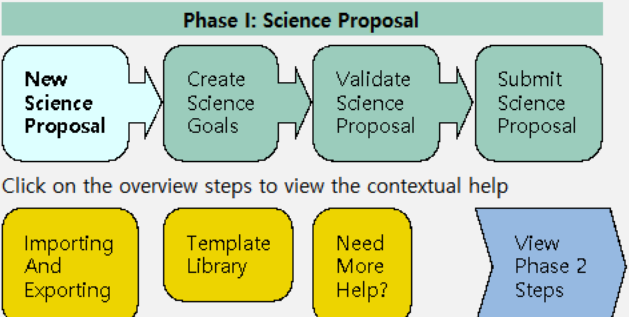 Phase I: Science Proposal
New
Science
Proposal
Create
Science
Goals
Validate
Science
Proposal
Submit
Science
Proposal
Click on the overview steps to view the contextual help
Importing
And
Exporting
Template
Library
Need
More
Help?
View
Phase 2
Steps